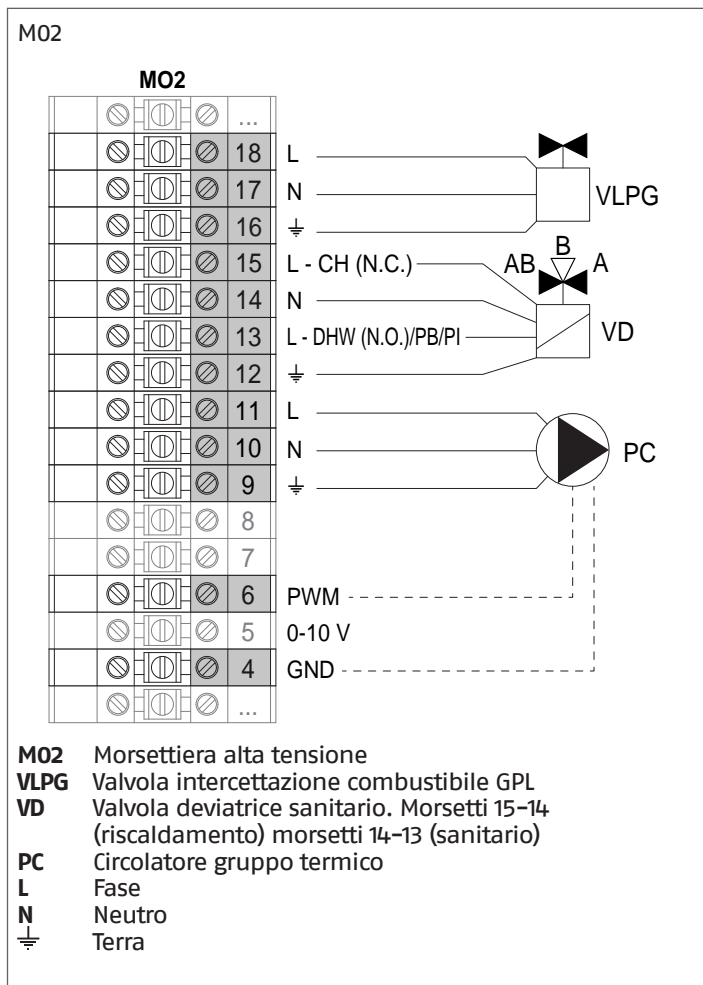 M02
MO2
...
18 L
17 N
16 ⏚
15 L - CH (N.C.)
14 N
13 L - DHW (N.O.)/PB/PI
12 ⏚
11 L
10 N
9 ⏚
8
7
6 PWM
5 0-10 V
4 GND
...
VLPG
AB B A
VD
PC
M02 Morsettiera alta tensione
VLPG Valvola intercettazione combustibile GPL
VD Valvola deviatrice sanitario. Morsetti 15-14
(riscaldamento) morsetti 14-13 (sanitario)
PC Circolatore gruppo termico
L Fase
N Neutro
⏚ Terra